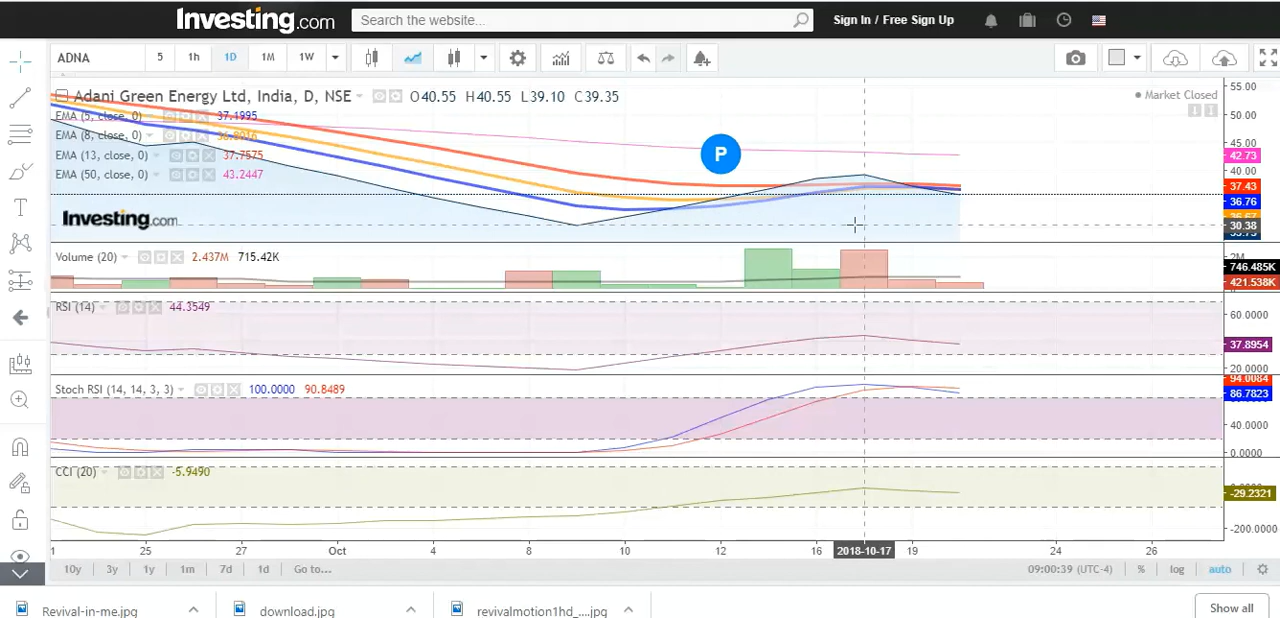 Investing.com Search the website... Sign In / Free Sign Up
ADNA 5 1h 1D 1M 1W
Adani Green Energy Ltd, India, D, NSE O40.55 H40.55 L39.10 C39.35
Market Closed
EMA (5, close, 0) 37.1995
EMA (8, close, 0)
EMA (13, close, 0) 37.7575
EMA (50, close, 0) 43.2447
P
Investing.com
55.00
50.00
45.00
42.73
40.00
37.43
36.76
30.38
Volume (20) 2.437M 715.42K
2M
746.485K
421.538K
RSI (14) 44.3549
60.0000
37.8954
20.0000
Stoch RSI (14, 14, 3, 3) 100.0000 90.8489
94.0084
86.7823
40.0000
0.0000
CCI (20) -5.9490
-29.2321
-200.0000
1 25 27 Oct 4 8 10 12 16 2018-10-17 19 24 26
10y 3y 1y 1m 7d 1d Go to... 09:00:39 (UTC-4) % log auto
Revival-in-me.jpg download.jpg revivalmotion1hd_....jpg Show all